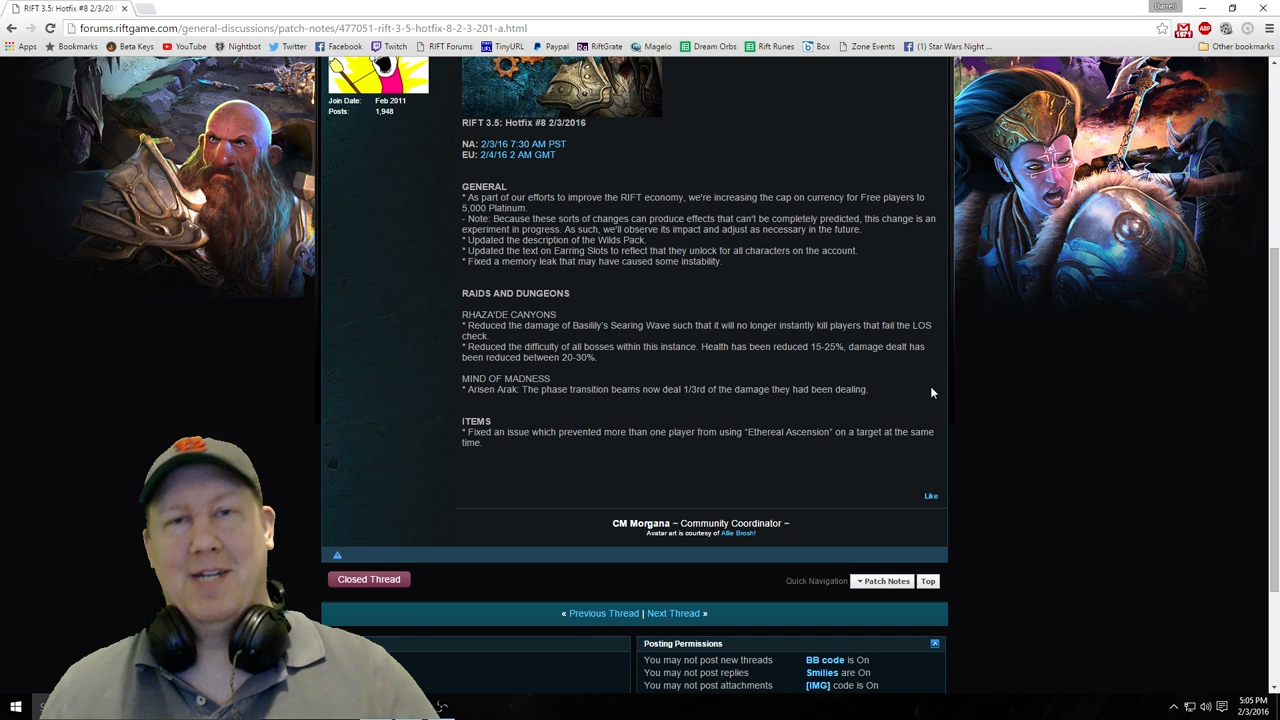 RIFT 3.5: Hotfix #8 2/3/201
Darrell
forums.riftgame.com/general-discussions/patch-notes/477051-rift-3-5-hotfix-8-2-3-201-a.html
1671
ABP
Apps Bookmarks Beta Keys YouTube Nightbot Twitter Facebook Twitch RIFT Forums TinyURL Paypal RiftGrate Magelo Dream Orbs Rift Runes Box Zone Events (1) Star Wars Night ... Other bookmarks
Join Date: Feb 2011
Posts: 1,948
RIFT 3.5: Hotfix #8 2/3/2016
NA: 2/3/16 7:30 AM PST
EU: 2/4/16 2 AM GMT
GENERAL
* As part of our efforts to improve the RIFT economy, we're increasing the cap on currency for Free players to
5,000 Platinum.
- Note: Because these sorts of changes can produce effects that can't be completely predicted, this change is an
experiment in progress. As such, we'll observe its impact and adjust as necessary in the future.
* Updated the description of the Wilds Pack.
* Updated the text on Earring Slots to reflect that they unlock for all characters on the account.
* Fixed a memory leak that may have caused some instability.
RAIDS AND DUNGEONS
RHAZA'DE CANYONS
* Reduced the damage of Basilily's Searing Wave such that it will no longer instantly kill players that fail the LOS
check.
* Reduced the difficulty of all bosses within this instance. Health has been reduced 15-25%, damage dealt has
been reduced between 20-30%.
MIND OF MADNESS
* Arisen Arak: The phase transition beams now deal 1/3rd of the damage they had been dealing.
ITEMS
* Fixed an issue which prevented more than one player from using “Ethereal Ascension” on a target at the same
time.
Like
CM Morgana ~ Community Coordinator ~
Avatar art is courtesy of Allie Brosh!
Closed Thread
Quick Navigation Patch Notes Top
« Previous Thread | Next Thread »
Posting Permissions
You may not post new threads BB code is On
You may not post replies Smilies are On
You may not post attachments [IMG] code is On
5:05 PM
2/3/2016